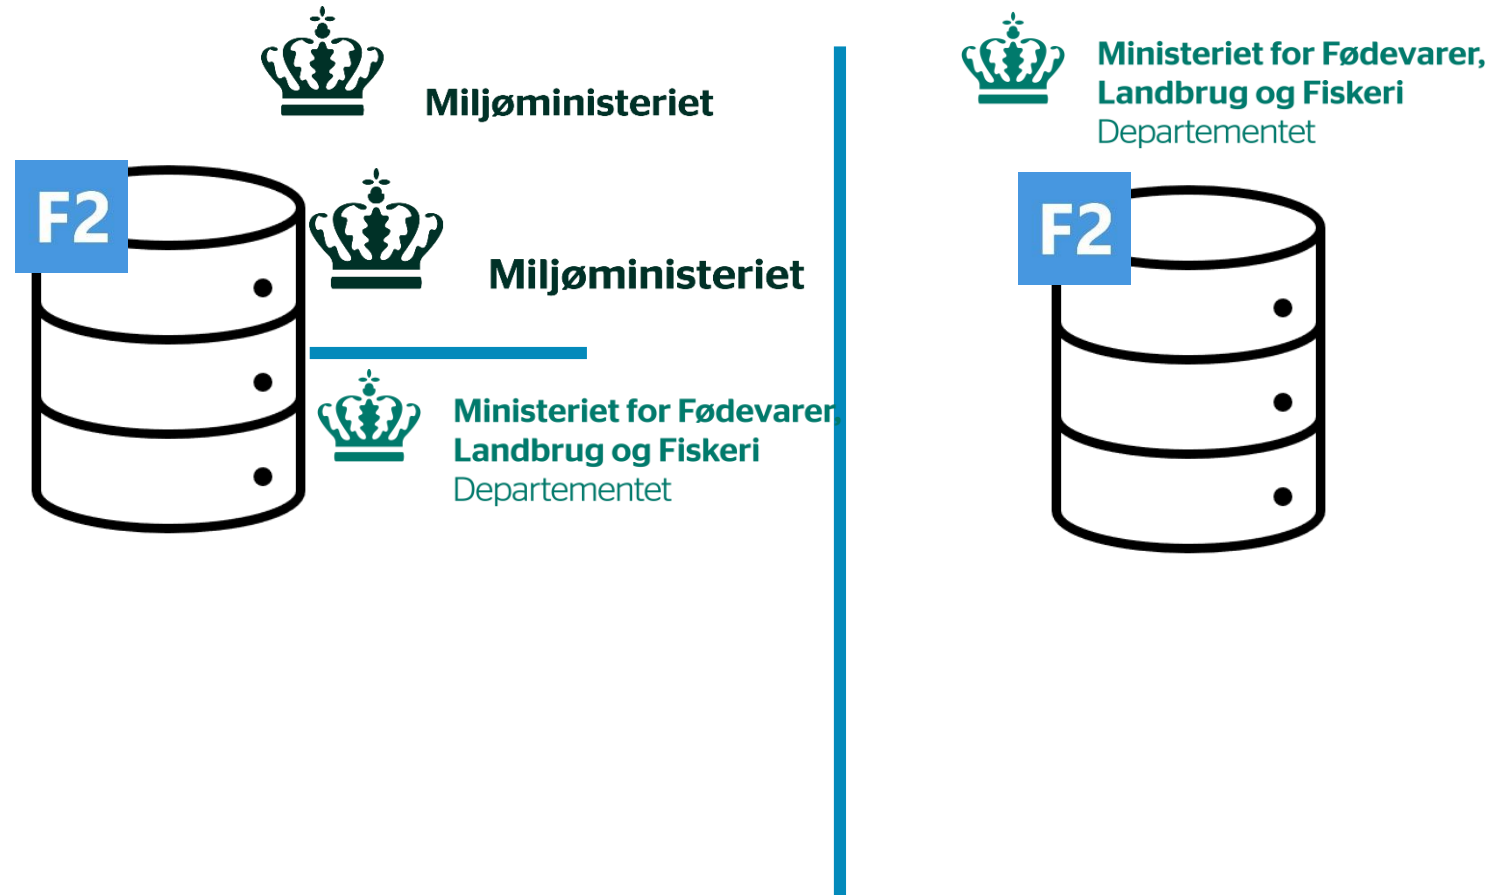 Miljøministeriet
F2
Miljøministeriet
Ministeriet for Fødevarer,
Landbrug og Fiskeri
Departementet
Ministeriet for Fødevarer,
Landbrug og Fiskeri
Departementet
F2